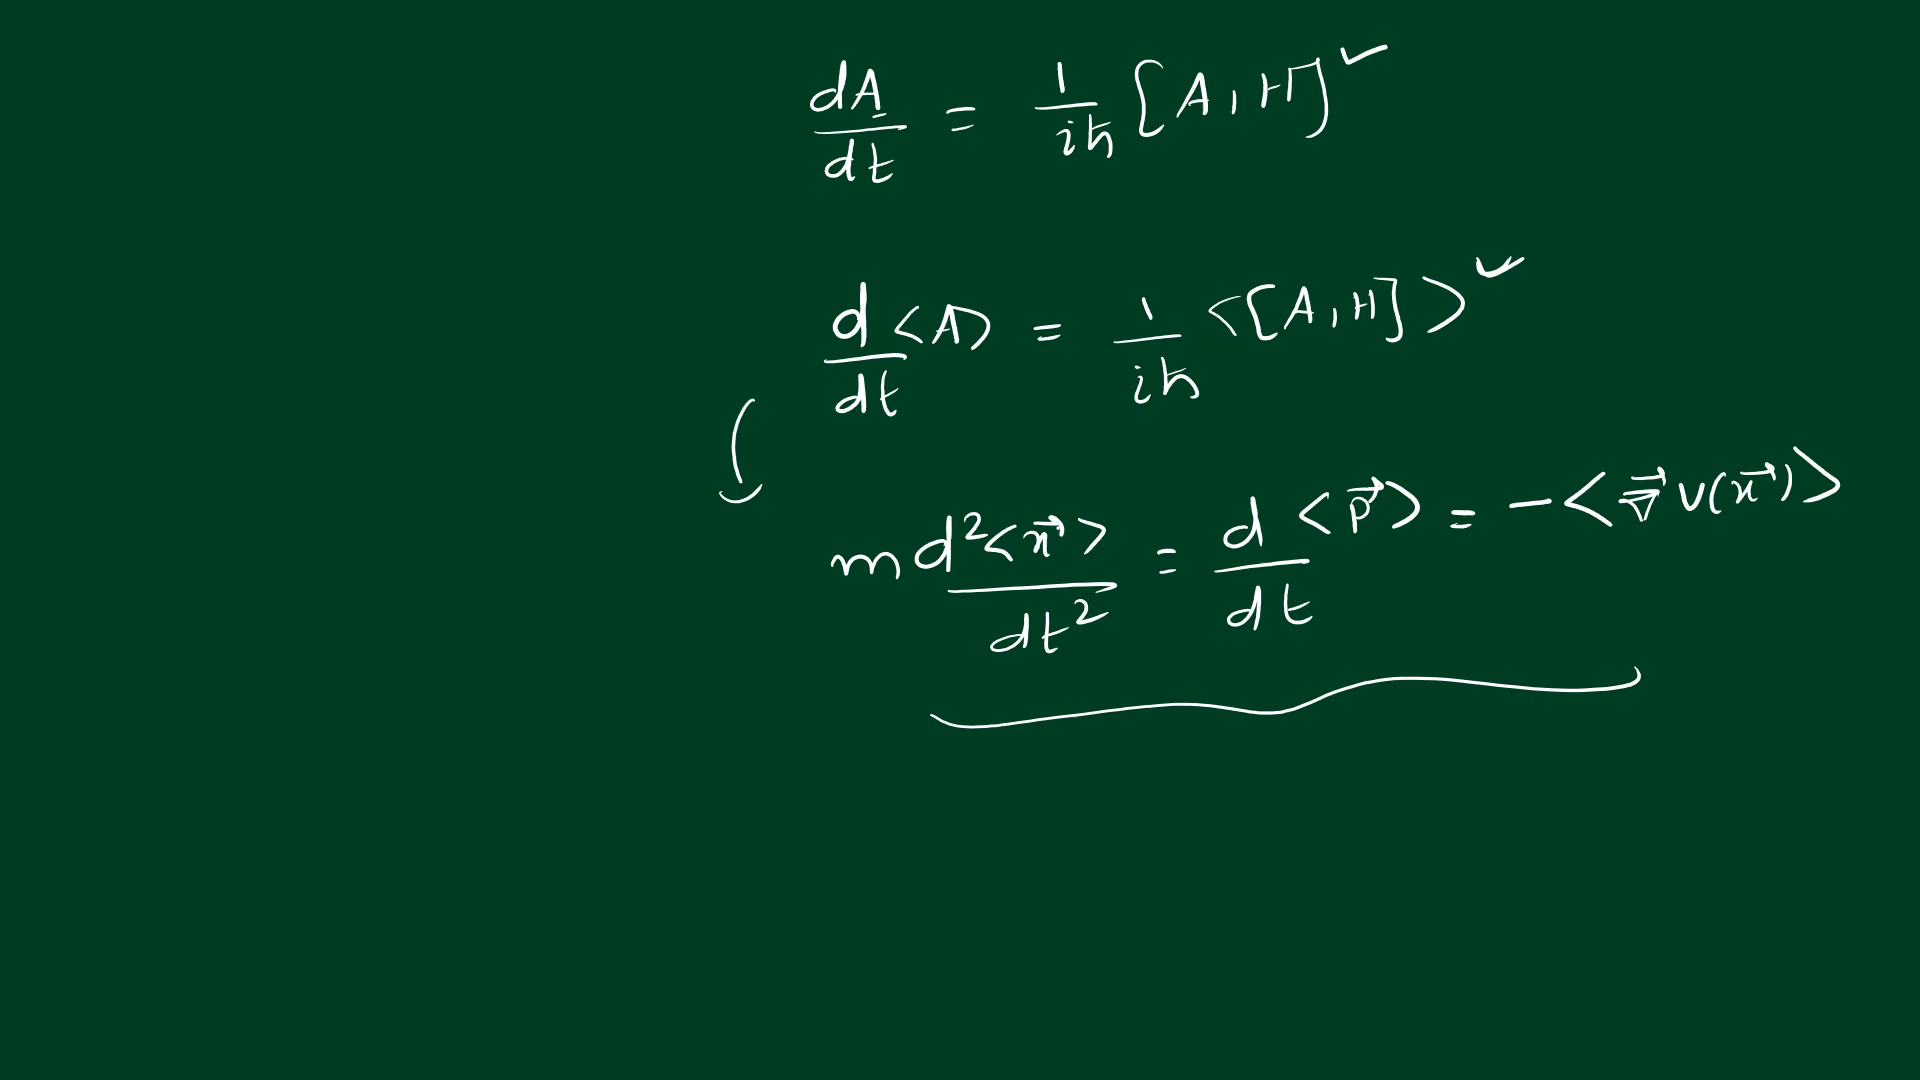 dA/dt = 1/iħ [A, H] ✓
d/dt <A> = 1/iħ <[A, H]> ✓
m d²<x⃗>/dt² = d/dt <p⃗> = - <∇⃗ V(x⃗)>